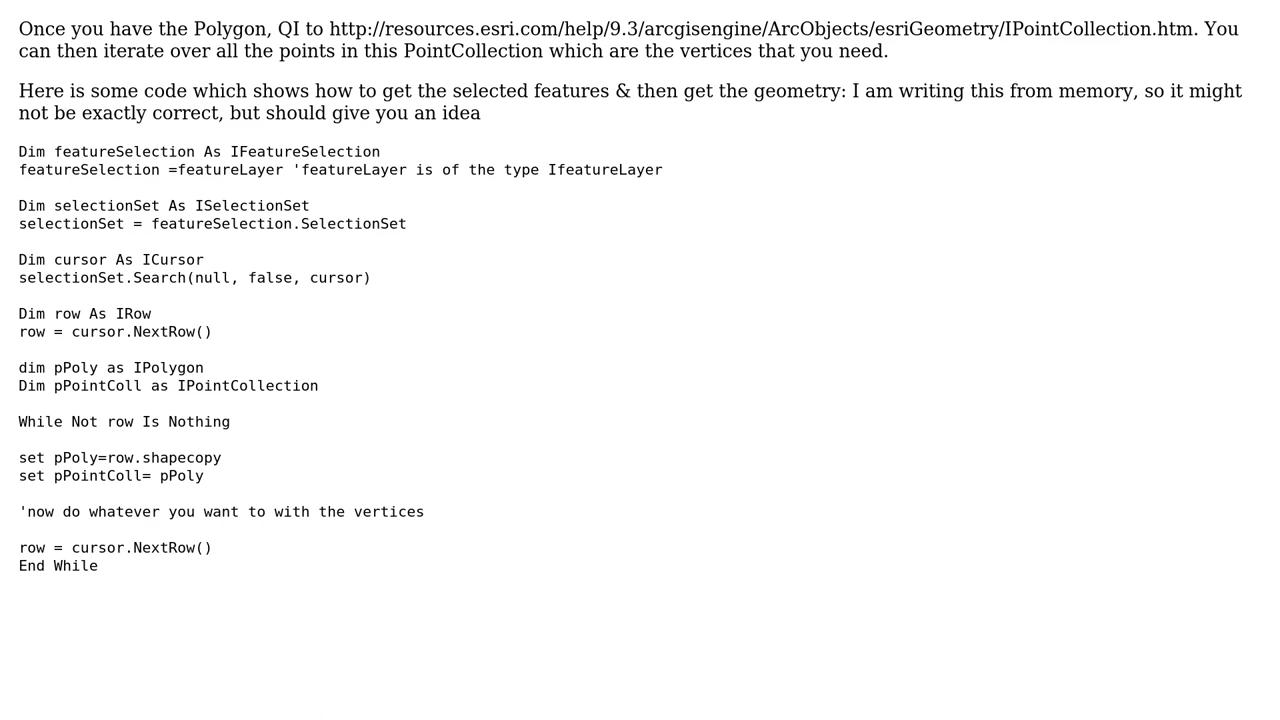 Once you have the Polygon, QI to http://resources.esri.com/help/9.3/arcgisengine/ArcObjects/esriGeometry/IPointCollection.htm. You
can then iterate over all the points in this PointCollection which are the vertices that you need.
Here is some code which shows how to get the selected features & then get the geometry: I am writing this from memory, so it might
not be exactly correct, but should give you an idea
Dim featureSelection As IFeatureSelection
featureSelection =featureLayer 'featureLayer is of the type IfeatureLayer
Dim selectionSet As ISelectionSet
selectionSet = featureSelection.SelectionSet
Dim cursor As ICursor
selectionSet.Search(null, false, cursor)
Dim row As IRow
row = cursor.NextRow()
dim pPoly as IPolygon
Dim pPointColl as IPointCollection
While Not row Is Nothing
set pPoly=row.shapecopy
set pPointColl= pPoly
'now do whatever you want to with the vertices
row = cursor.NextRow()
End While